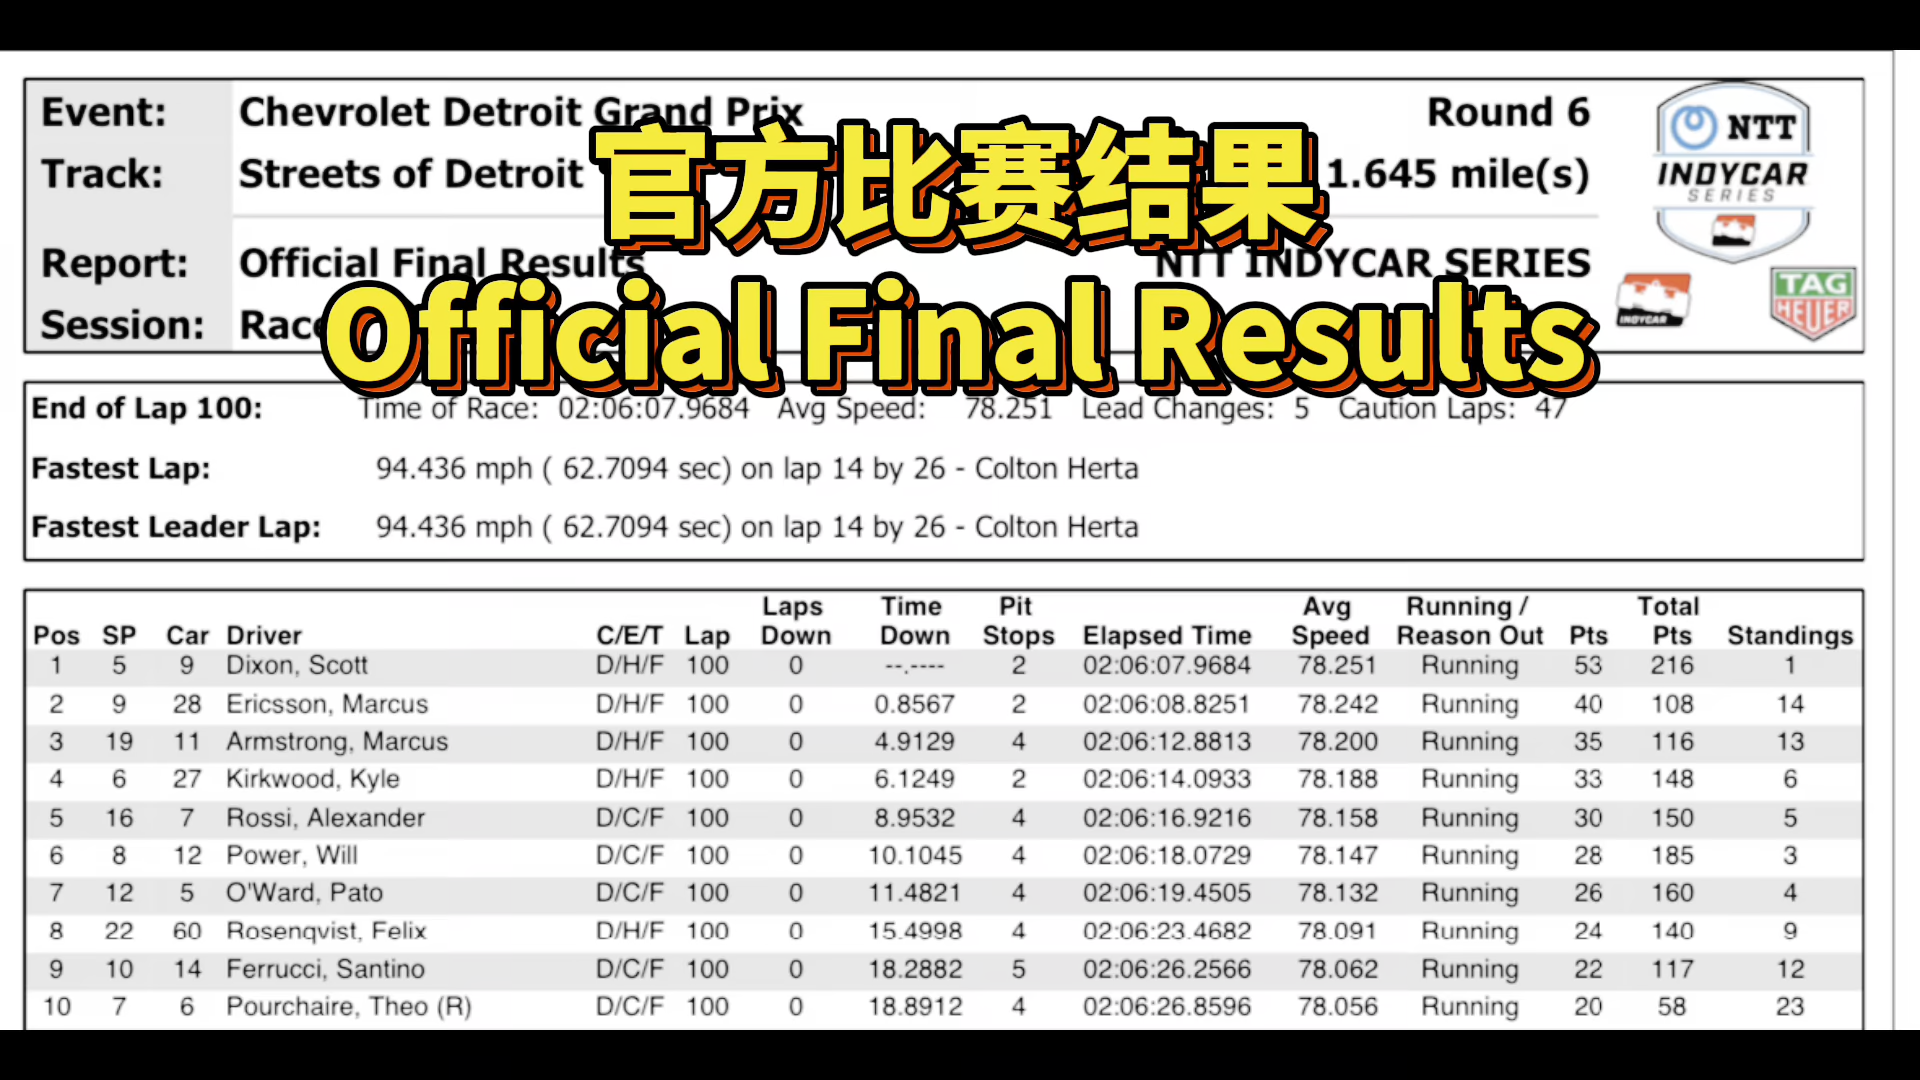 Event: Chevrolet Detroit Grand Prix Round 6
Track: Streets of Detroit 1.645 mile(s)
官方比赛结果
Report: Official Final Results NTT INDYCAR SERIES
Session: Race
Official Final Results
NTT
INDYCAR
SERIES
INDYCAR
TAG
HEUER
End of Lap 100: Time of Race: 02:06:07.9684 Avg Speed: 78.251 Lead Changes: 5 Caution Laps: 47
Fastest Lap: 94.436 mph ( 62.7094 sec) on lap 14 by 26 - Colton Herta
Fastest Leader Lap: 94.436 mph ( 62.7094 sec) on lap 14 by 26 - Colton Herta
Laps Time Pit Avg Running / Total
Pos SP Car Driver C/E/T Lap Down Down Stops Elapsed Time Speed Reason Out Pts Pts Standings
1 5 9 Dixon, Scott D/H/F 100 0 --.---- 2 02:06:07.9684 78.251 Running 53 216 1
2 9 28 Ericsson, Marcus D/H/F 100 0 0.8567 2 02:06:08.8251 78.242 Running 40 108 14
3 19 11 Armstrong, Marcus D/H/F 100 0 4.9129 4 02:06:12.8813 78.200 Running 35 116 13
4 6 27 Kirkwood, Kyle D/H/F 100 0 6.1249 2 02:06:14.0933 78.188 Running 33 148 6
5 16 7 Rossi, Alexander D/C/F 100 0 8.9532 4 02:06:16.9216 78.158 Running 30 150 5
6 8 12 Power, Will D/C/F 100 0 10.1045 4 02:06:18.0729 78.147 Running 28 185 3
7 12 5 O'Ward, Pato D/C/F 100 0 11.4821 4 02:06:19.4505 78.132 Running 26 160 4
8 22 60 Rosenqvist, Felix D/H/F 100 0 15.4998 4 02:06:23.4682 78.091 Running 24 140 9
9 10 14 Ferrucci, Santino D/C/F 100 0 18.2882 5 02:06:26.2566 78.062 Running 22 117 12
10 7 6 Pourchaire, Theo (R) D/C/F 100 0 18.8912 4 02:06:26.8596 78.056 Running 20 58 23